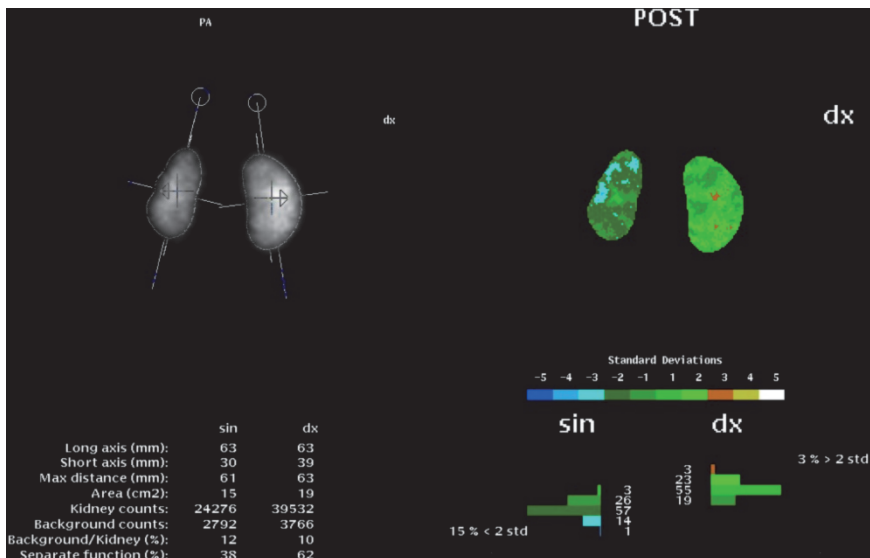 PA
POST
dx
dx
Standard Deviations
-5 -4 -3 -2 -1 1 2 3 4 5
sin dx
sin dx
Long axis (mm): 63 63
Short axis (mm): 30 39
Max distance (mm): 61 63
Area (cm2): 15 19
Kidney counts: 24276 39532
Background counts: 2792 3766
Background/Kidney (%): 12 10
Separate function (%): 38 62
3
26
57
14
1
15 % < 2 std
3
23
55
19
3 % > 2 std